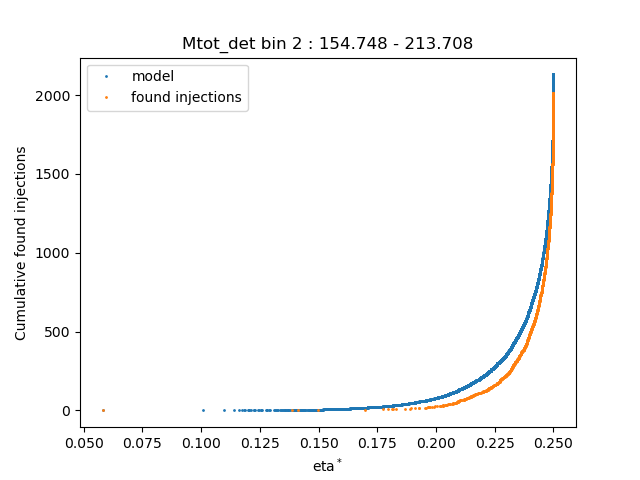 Mtot_det bin 2 : 154.748 - 213.708
model
found injections
Cumulative found injections
2000
1500
1000
500
0
0.050 0.075 0.100 0.125 0.150 0.175 0.200 0.225 0.250
eta*